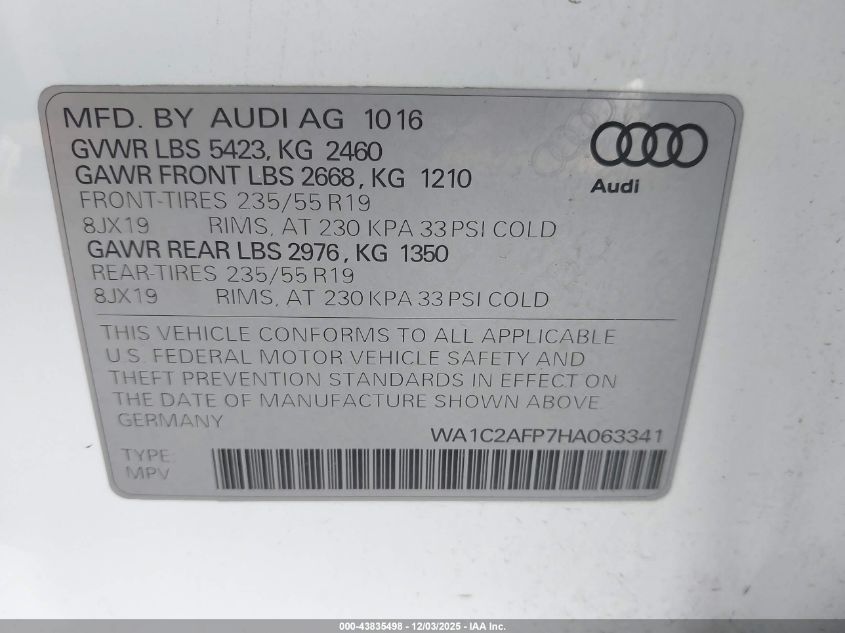 MFD. BY AUDI AG 1016
GVWR LBS 5423, KG 2460
GAWR FRONT LBS 2668, KG 1210
FRONT-TIRES 235/55 R19
8JX19 RIMS, AT 230 KPA 33 PSI COLD
GAWR REAR LBS 2976, KG 1350
REAR-TIRES 235/55 R19
8JX19 RIMS, AT 230 KPA 33 PSI COLD
Audi
THIS VEHICLE CONFORMS TO ALL APPLICABLE
U.S. FEDERAL MOTOR VEHICLE SAFETY AND
THEFT PREVENTION STANDARDS IN EFFECT ON
THE DATE OF MANUFACTURE SHOWN ABOVE
GERMANY
WA1C2AFP7HA063341
TYPE:
MPV
000-43835498 - 12/03/2025 - IAA Inc.